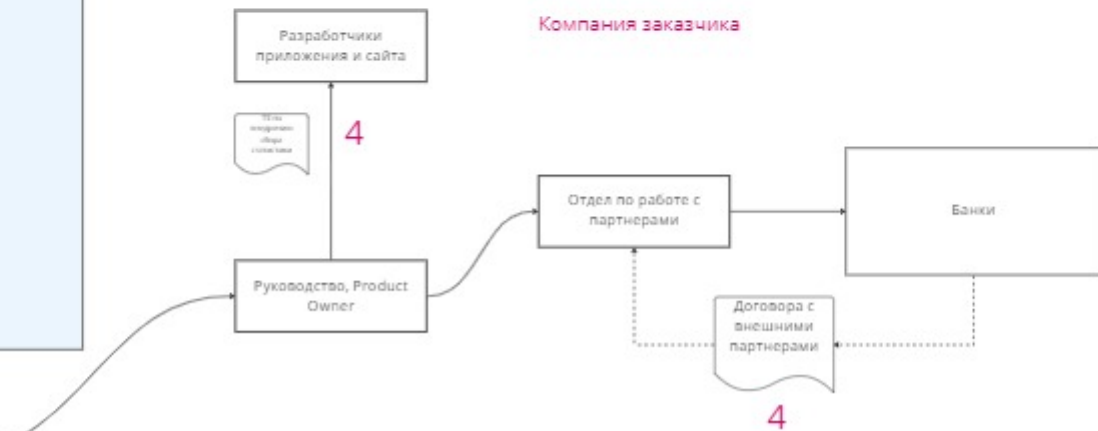 Компания заказчика
Разработчики
приложения и сайта
4
Отдел по работе с
партнерами
Банки
Руководство, Product
Owner
Договора с
внешними
партнерами
4